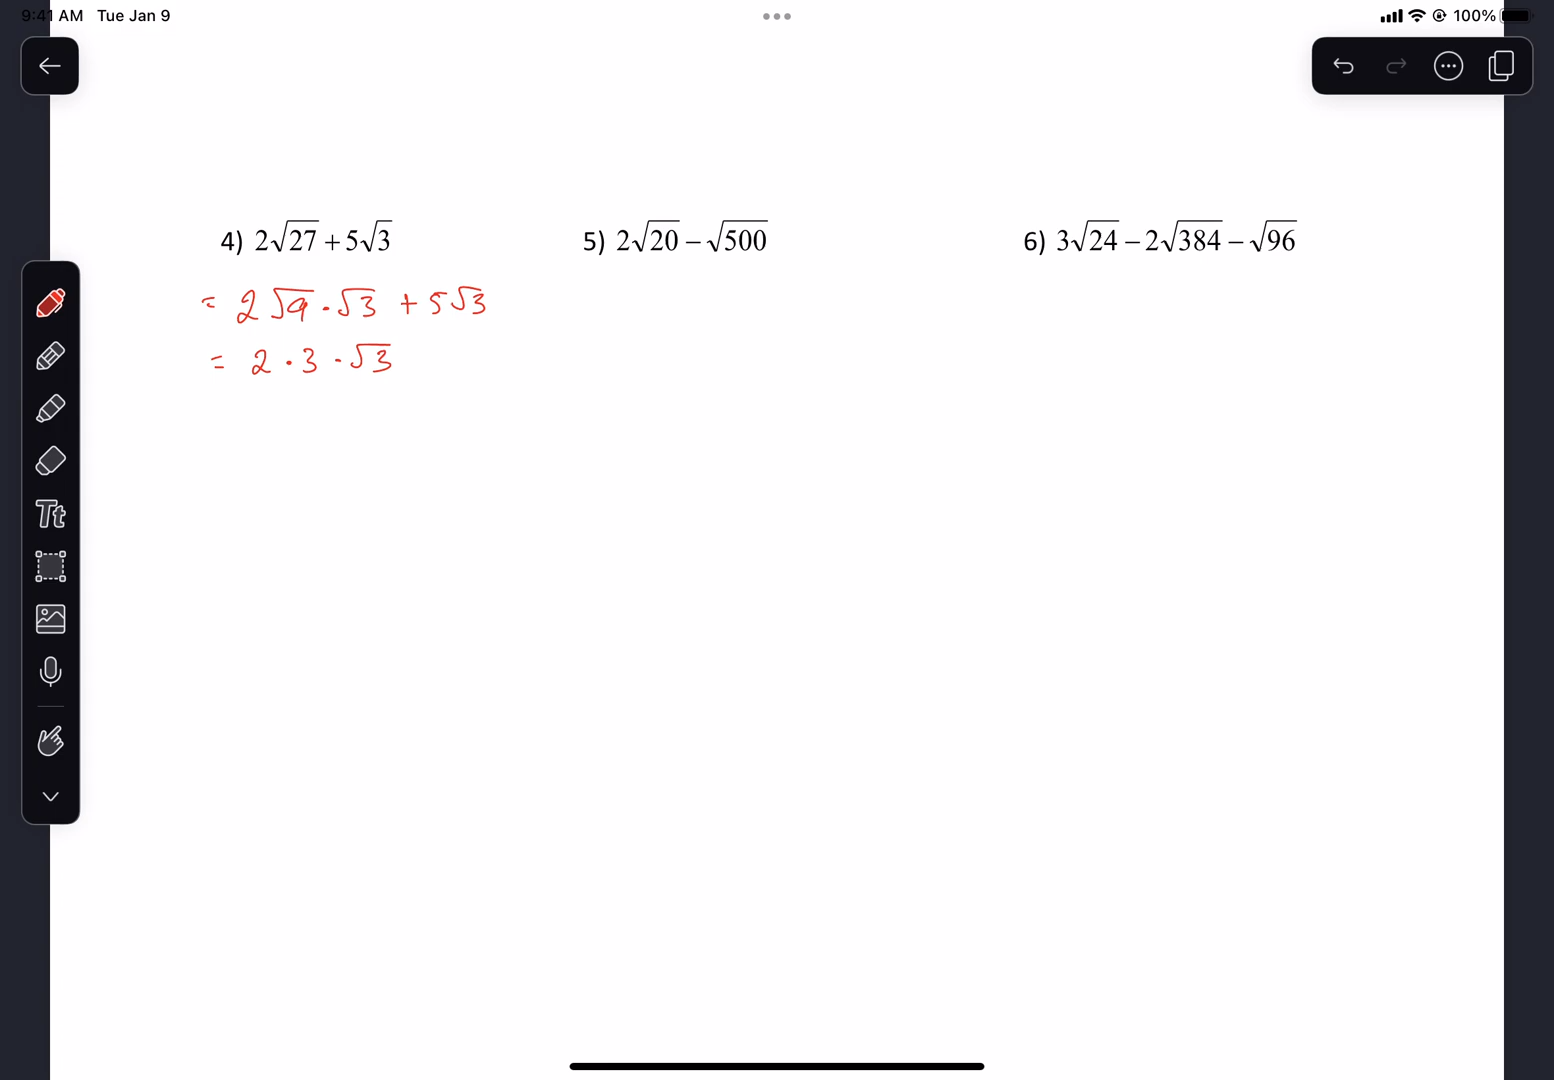 9:41 AM Tue Jan 9 100%
4) 2√27 + 5√3 5) 2√20 − √500 6) 3√24 − 2√384 − √96
= 2√9 · √3 + 5√3
= 2 · 3 · √3
Tt